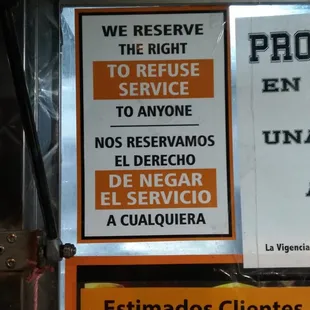 WE RESERVE
THE RIGHT
TO REFUSE
SERVICE
TO ANYONE
NOS RESERVAMOS
EL DERECHO
DE NEGAR
EL SERVICIO
A CUALQUIERA
PRO
EN
UNA
La Vigencia
Estimados Clientes